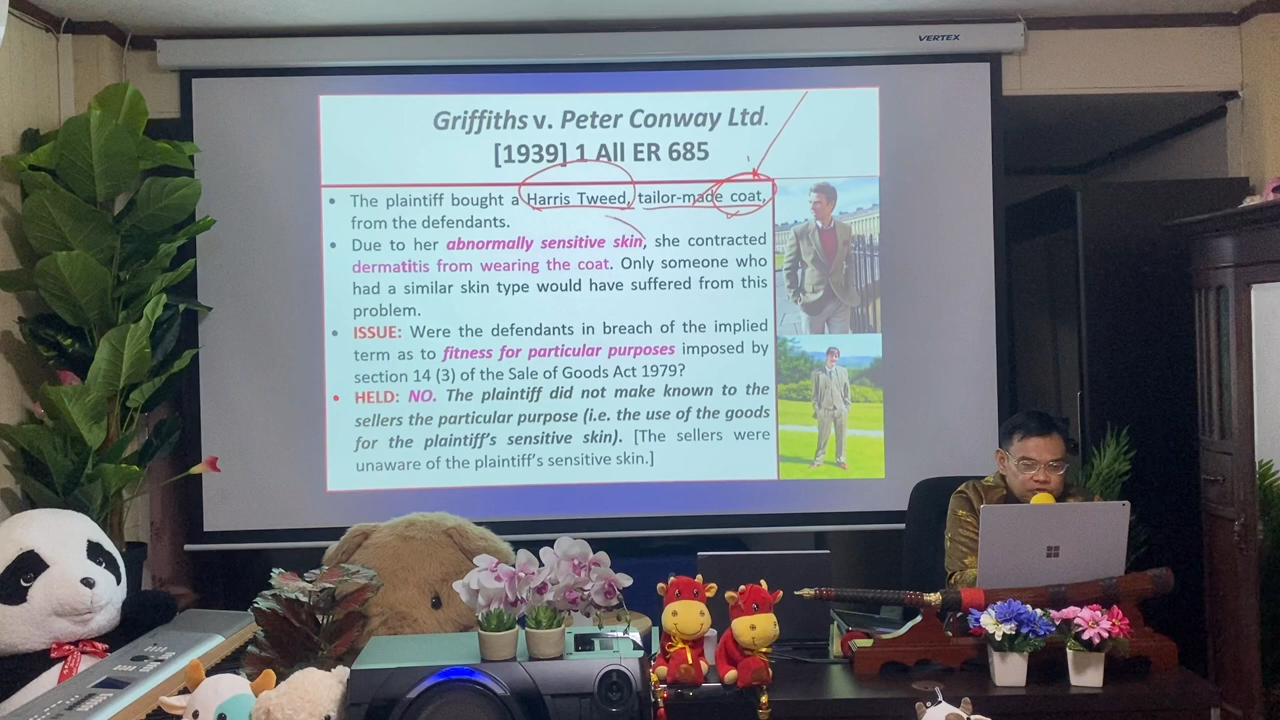 VERTEX
Griffiths v. Peter Conway Ltd.
[1939] 1 All ER 685
• The plaintiff bought a Harris Tweed, tailor-made coat,
from the defendants.
• Due to her abnormally sensitive skin, she contracted
dermatitis from wearing the coat. Only someone who
had a similar skin type would have suffered from this
problem.
• ISSUE: Were the defendants in breach of the implied
term as to fitness for particular purposes imposed by
section 14 (3) of the Sale of Goods Act 1979?
• HELD: NO. The plaintiff did not make known to the
sellers the particular purpose (i.e. the use of the goods
for the plaintiff's sensitive skin). [The sellers were
unaware of the plaintiff's sensitive skin.]